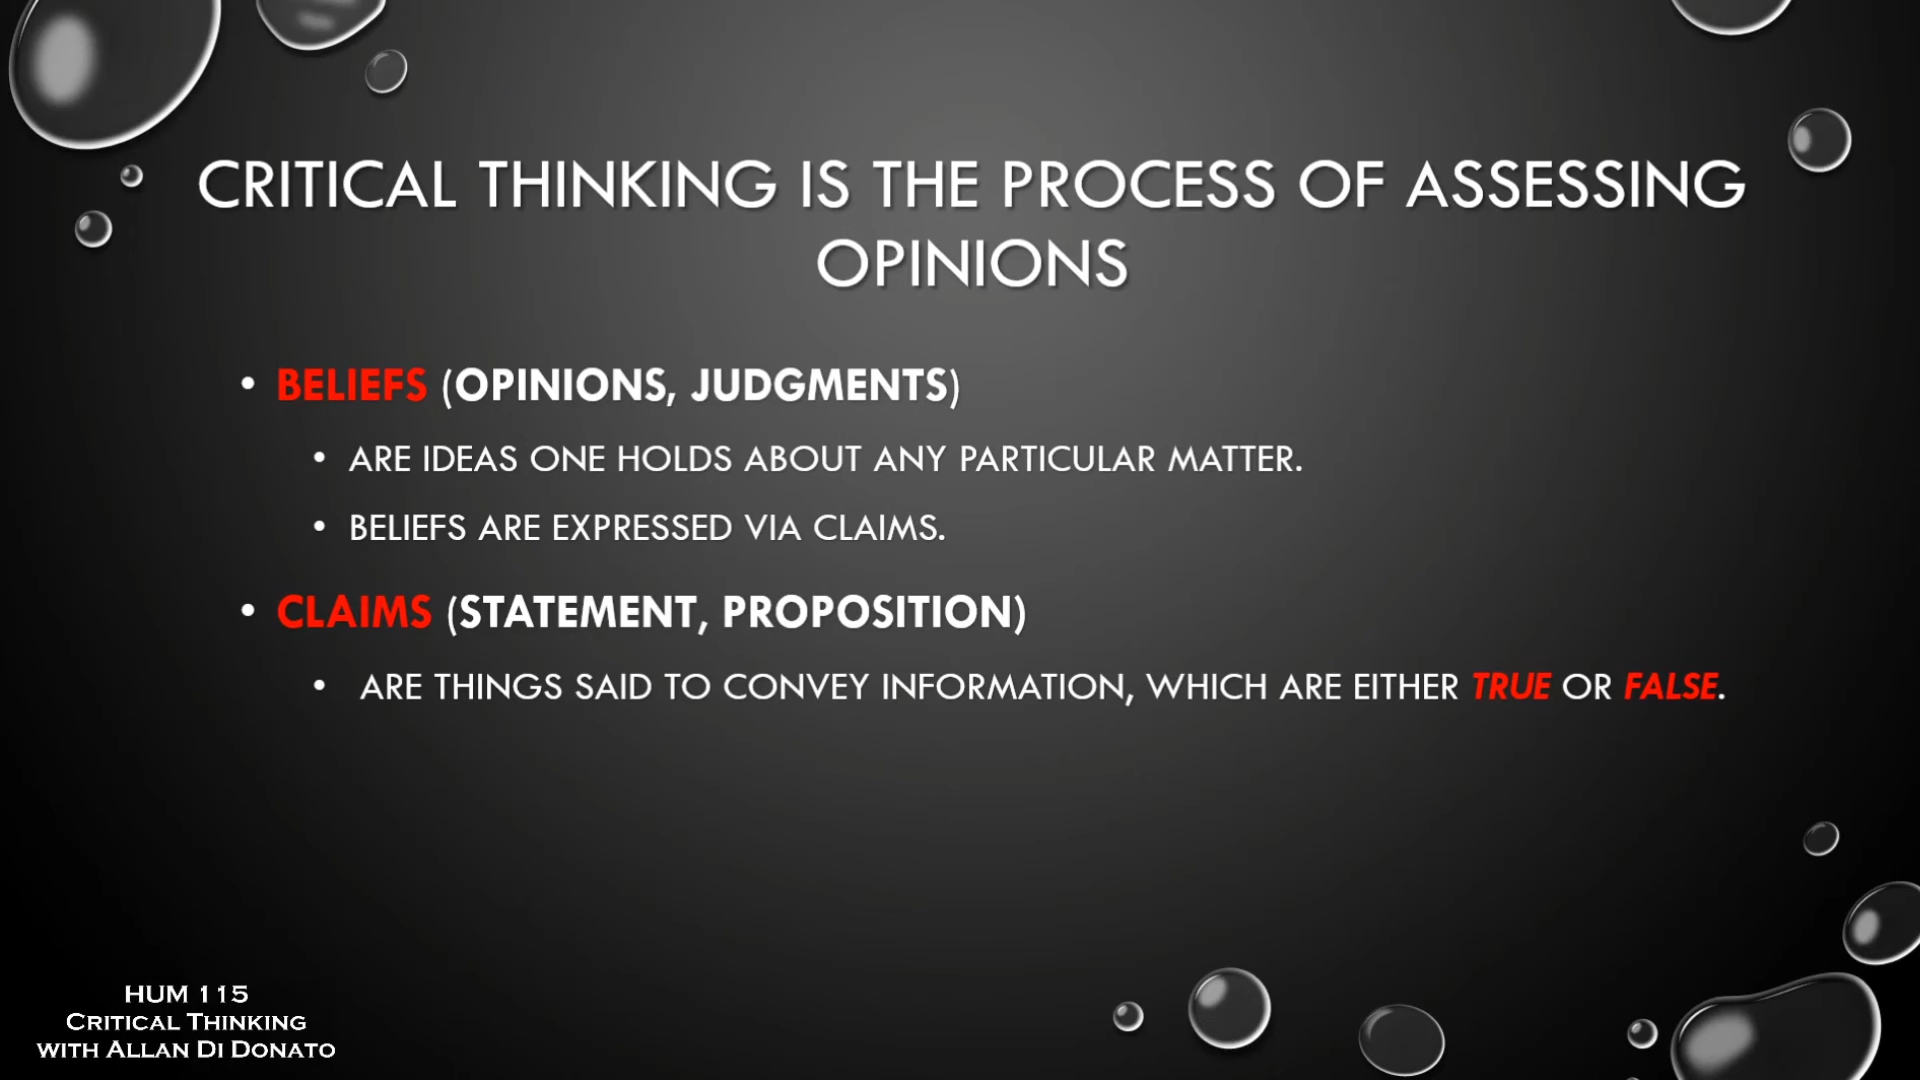 CRITICAL THINKING IS THE PROCESS OF ASSESSING
OPINIONS
• BELIEFS (OPINIONS, JUDGMENTS)
• ARE IDEAS ONE HOLDS ABOUT ANY PARTICULAR MATTER.
• BELIEFS ARE EXPRESSED VIA CLAIMS.
• CLAIMS (STATEMENT, PROPOSITION)
• ARE THINGS SAID TO CONVEY INFORMATION, WHICH ARE EITHER TRUE OR FALSE.
HUM 115
CRITICAL THINKING
WITH ALLAN DI DONATO